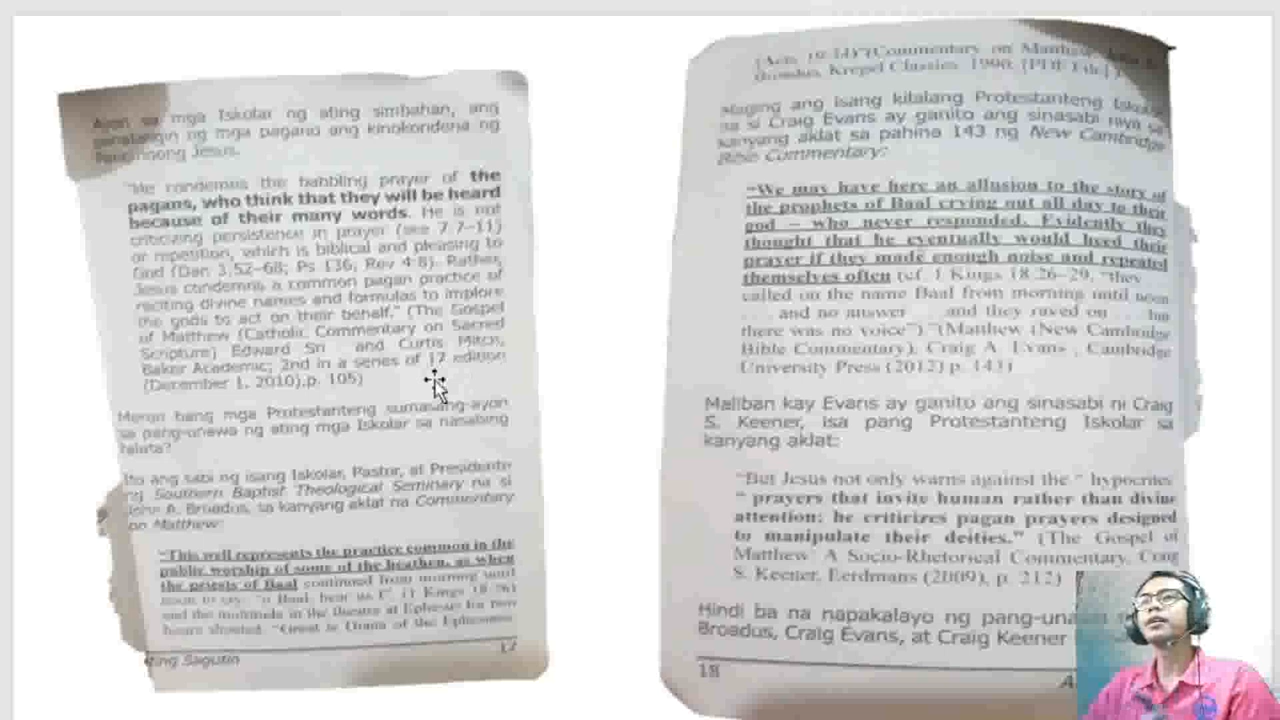 Ayon sa mga Iskolar ng ating simbahan, ang
panalangin ng mga pagano ang kinokondena ng
Panginoong Jesus.
"He condemns the babbling prayer of the
pagans, who think that they will be heard
because of their many words. He is not
criticizing persistence in prayer (see 7.7–11)
or repetition, which is biblical and pleasing to
God (Dan 3.52–68; Ps 136; Rev 4:8). Rather,
Jesus condemns a common pagan practice of
reciting divine names and formulas to implore
the gods to act on their behalf." (The Gospel
of Matthew (Catholic Commentary on Sacred
Scripture) Edward Sri and Curtis Mitch,
Baker Academic; 2nd in a series of 17 edition
(December 1, 2010),p. 105)
Meron bang mga Protestanteng sumasang-ayon
sa pang-unawa ng ating mga Iskolar sa nasabing
talata?
Ito ang sabi ng isang Iskolar, Pastor, at Presidente
ng Southern Baptist Theological Seminary na si
John A. Broadus, sa kanyang aklat na Commentary
on Matthew:
"This well represents the practice common in the
public worship of some of the heathen, as when
the priests of Baal continued from morning until
noon to cry, "o Baal, hear us!", (1 Kings 18:26)
and the multitude in the theatre at Ephesus for two
hours shouted, "Great is Diana of the Ephesians
ting Sagutin
17
(Acts 19:34)"(Commentary on Matthew, John
Broadus, Kregel Classics, 1990, [PDF File])
Maging ang isang kilalang Protestanteng
na si Craig Evans ay ganito ang sinasabi niya sa
kanyang aklat sa pahina 143 ng New Cambridge
Bible Commentary:
"We may have here an allusion to the story of
the prophets of Baal crying out all day to their
god – who never responded. Evidently they
thought that he eventually would heed their
prayer if they made enough noise and repeated
themselves often (cf. 1 Kings 18.26–29, "they
called on the name Baal from morning until noon
. . . and no answer . . . and they raved on . . . but
there was no voice")."(Matthew (New Cambridge
Bible Commentary), Craig A. Evans , Cambridge
University Press (2012) p. 143)
Maliban kay Evans ay ganito ang sinasabi ni Craig
S. Keener, isa pang Protestanteng Iskolar sa
kanyang aklat:
"But Jesus not only warns against the " hypocrites
" prayers that invite human rather than divine
attention; he criticizes pagan prayers designed
to manipulate their deities." (The Gospel of
Matthew: A Socio-Rhetorical Commentary, Craig
S. Keener, Eerdmans (2009), p. 212)
Hindi ba na napakalayo ng
Broadus, Craig Evans, at Craig Keener
18